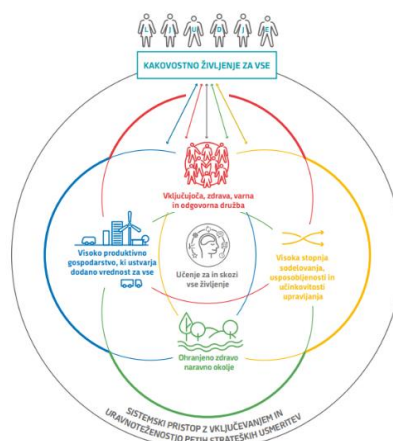 L J U D J E
KAKOVOSTNO ŽIVLJENJE ZA VSE
Vključujoča, zdrava, varna
in odgovorna družba
Visoko produktivno
gospodarstvo, ki ustvarja
dodano vrednost za vse
Učenje za in skozi
vse življenje
Visoka stopnja
sodelovanja,
usposobljenosti in
učinkovitosti
upravljanja
Ohranjeno zdravo
naravno okolje
SISTEMSKI PRISTOP Z VKLJUČEVANJEM IN
URAVNOTEŽENOSTJO PETIH STRATEŠKIH USMERITEV